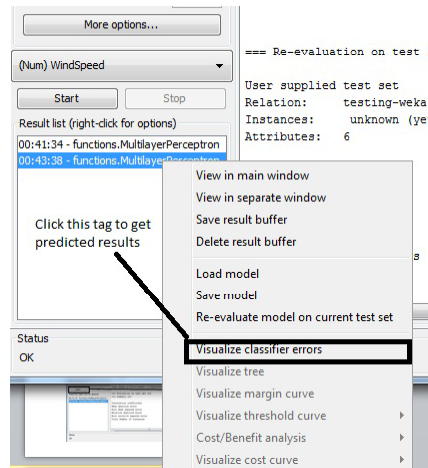 More options...
=== Re-evaluation on test
(Num) WindSpeed
User supplied test set
Start
Stop
Relation: testing-weka
Instances: unknown (ye
Result list (right-click for options)
Attributes: 6
00:41:34 - functions.MultilayerPerceptron
00:43:38 - functions.MultilayerPerceptron
View in main window
View in separate window
Save result buffer
Delete result buffer
Click this tag to get
predicted results
s
Load model
Save model
Re-evaluate model on current test set
Status
OK
Visualize classifier errors
Visualize tree
Visualize margin curve
Visualize threshold curve
Cost/Benefit analysis
Visualize cost curve